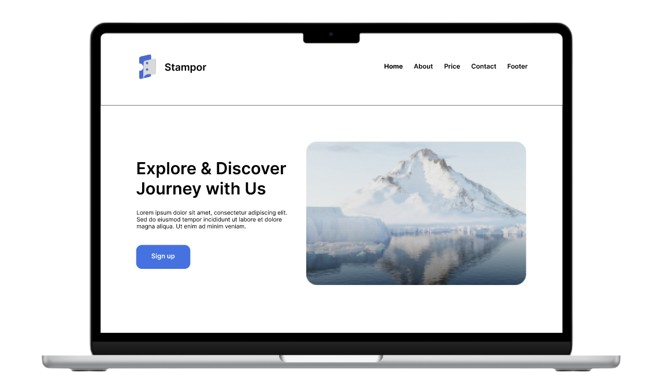 Stampor
Home About Price Contact Footer
Explore & Discover
Journey with Us
Lorem ipsum dolor sit amet, consectetur adipiscing elit.
Sed do eiusmod tempor incididunt ut labore et dolore
magna aliqua. Ut enim ad minim veniam.
Sign up